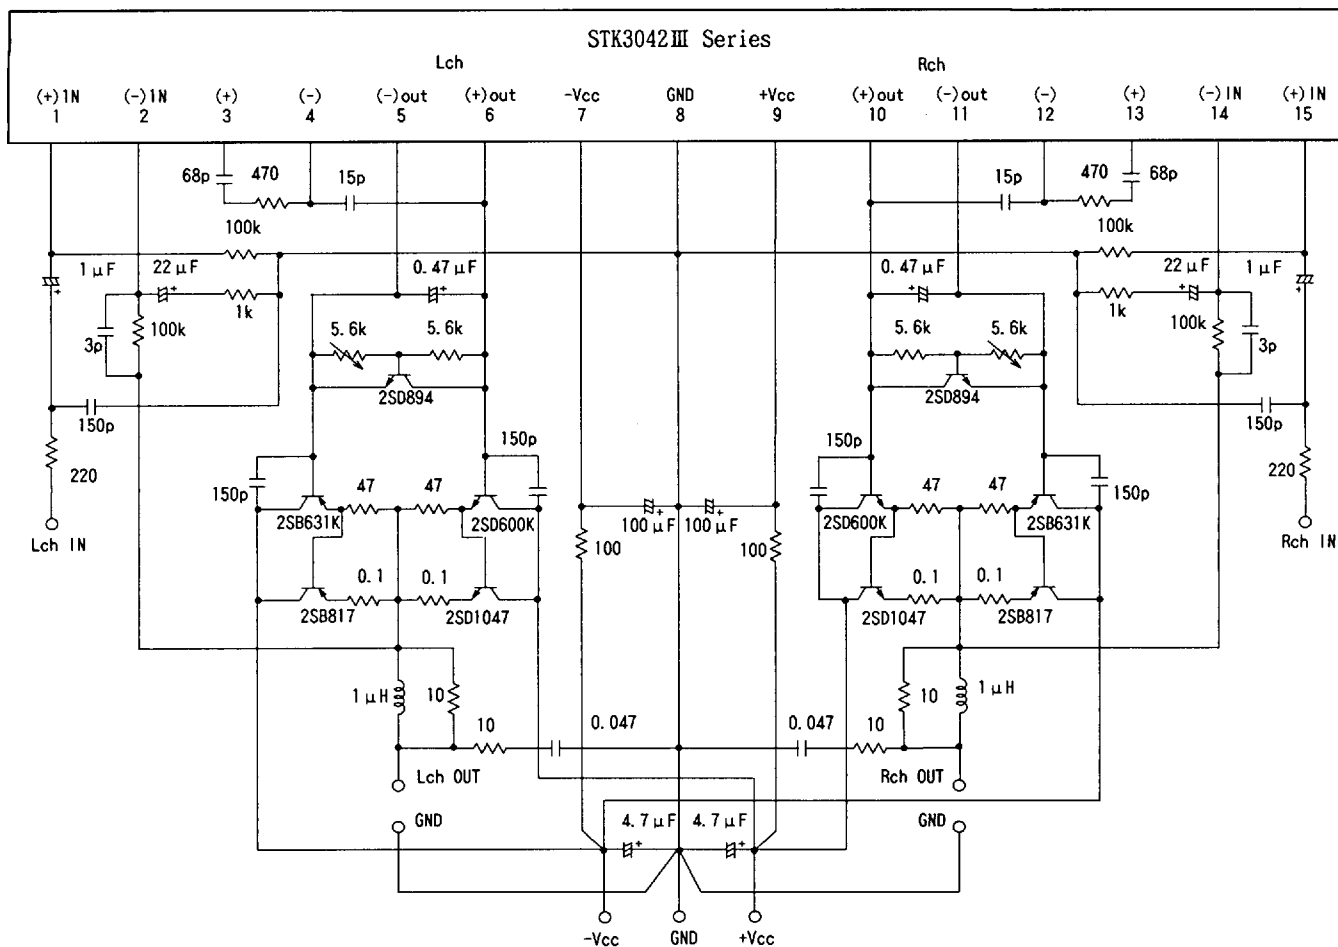 STK3042Ⅲ Series
Lch Rch
(+)IN (-)IN (+) (-) (-)out (+)out -Vcc GND +Vcc (+)out (-)out (-) (+) (-)IN (+)IN
1 2 3 4 5 6 7 8 9 10 11 12 13 14 15
68p 470 15p 15p 470 68p
100k 100k
1μF 22μF 0.47μF 0.47μF 22μF 1μF
+ + + + + +
1k 1k
3p 100k 5.6k 5.6k 5.6k 5.6k 100k 3p
2SD894 2SD894
150p 150p
150p 150p
220 220
150p 47 47 47 47 150p
2SB631K 2SD600K 100μF + + 100μF 2SD600K 2SB631K
Lch IN 100 100 Rch IN
0.1 0.1 0.1 0.1
2SB817 2SD1047 2SD1047 2SB817
1μH 10 10 1μH
10 0.047 0.047 10
Lch OUT Rch OUT
GND 4.7μF 4.7μF GND
+ +
-Vcc GND +Vcc